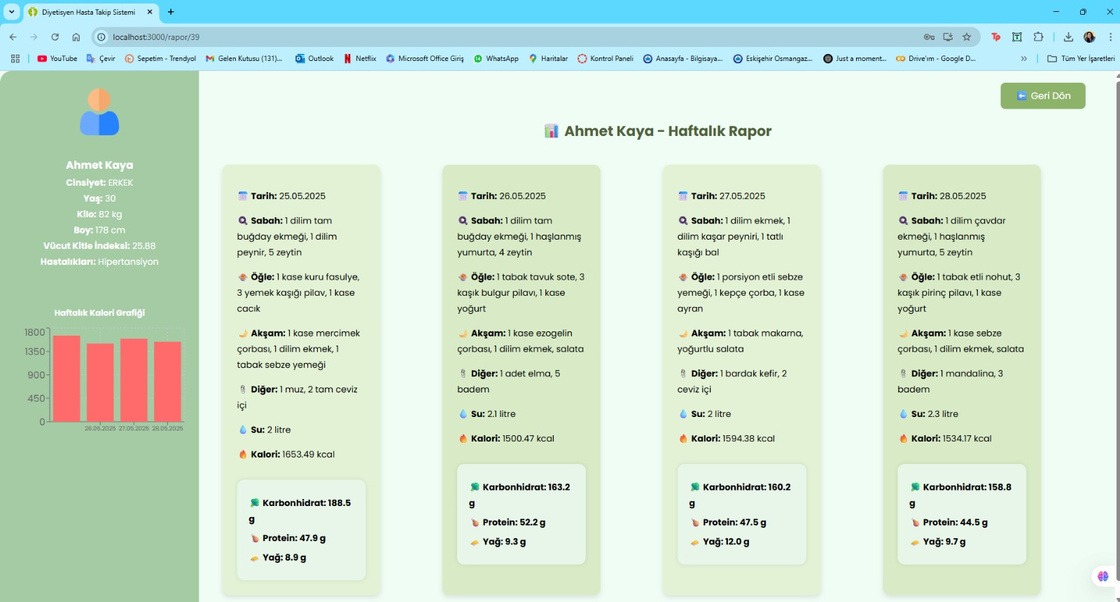 Diyetisyen Hasta Takip Sistemi
localhost:3000/rapor/39
YouTube
Çevir
Sepetim - Trendyol
Gelen Kutusu (131)...
Outlook
Netflix
Microsoft Office Giriş
WhatsApp
Haritalar
Kontrol Paneli
Anasayfa - Bilgisaya...
Eskişehir Osmangaz...
Just a moment...
Drive'ım - Google D...
Tüm Yer İşaretleri
Ahmet Kaya
Cinsiyet: ERKEK
Yaş: 30
Kilo: 82 kg
Boy: 178 cm
Vücut Kitle İndeksi: 25.88
Hastalıkları: Hipertansiyon
Haftalık Kalori Grafiği
1800
1350
900
450
0
26.05.2025 27.05.2025 28.05.2025
Geri Dön
Ahmet Kaya - Haftalık Rapor
Tarih: 25.05.2025
Sabah: 1 dilim tam
buğday ekmeği, 1 dilim
peynir, 5 zeytin
Öğle: 1 kase kuru fasulye,
3 yemek kaşığı pilav, 1 kase
cacık
Akşam: 1 kase mercimek
çorbası, 1 dilim ekmek, 1
tabak sebze yemeği
Diğer: 1 muz, 2 tam ceviz
içi
Su: 2 litre
Kalori: 1653.49 kcal
Karbonhidrat: 188.5
g
Protein: 47.9 g
Yağ: 8.9 g
Tarih: 26.05.2025
Sabah: 1 dilim tam
buğday ekmeği, 1 haşlanmış
yumurta, 4 zeytin
Öğle: 1 tabak tavuk sote, 3
kaşık bulgur pilavı, 1 kase
yoğurt
Akşam: 1 kase ezogelin
çorbası, 1 dilim ekmek, salata
Diğer: 1 adet elma, 5
badem
Su: 2.1 litre
Kalori: 1500.47 kcal
Karbonhidrat: 163.2
g
Protein: 52.2 g
Yağ: 9.3 g
Tarih: 27.05.2025
Sabah: 1 dilim ekmek, 1
dilim kaşar peyniri, 1 tatlı
kaşığı bal
Öğle: 1 porsiyon etli sebze
yemeği, 1 kepçe çorba, 1 kase
ayran
Akşam: 1 tabak makarna,
yoğurtlu salata
Diğer: 1 bardak kefir, 2
ceviz içi
Su: 2 litre
Kalori: 1594.38 kcal
Karbonhidrat: 160.2
g
Protein: 47.5 g
Yağ: 12.0 g
Tarih: 28.05.2025
Sabah: 1 dilim çavdar
ekmeği, 1 haşlanmış
yumurta, 5 zeytin
Öğle: 1 tabak etli nohut, 3
kaşık pirinç pilavı, 1 kase
yoğurt
Akşam: 1 kase sebze
çorbası, 1 dilim ekmek, salata
Diğer: 1 mandalina, 3
badem
Su: 2.3 litre
Kalori: 1534.17 kcal
Karbonhidrat: 158.8
g
Protein: 44.5 g
Yağ: 9.7 g